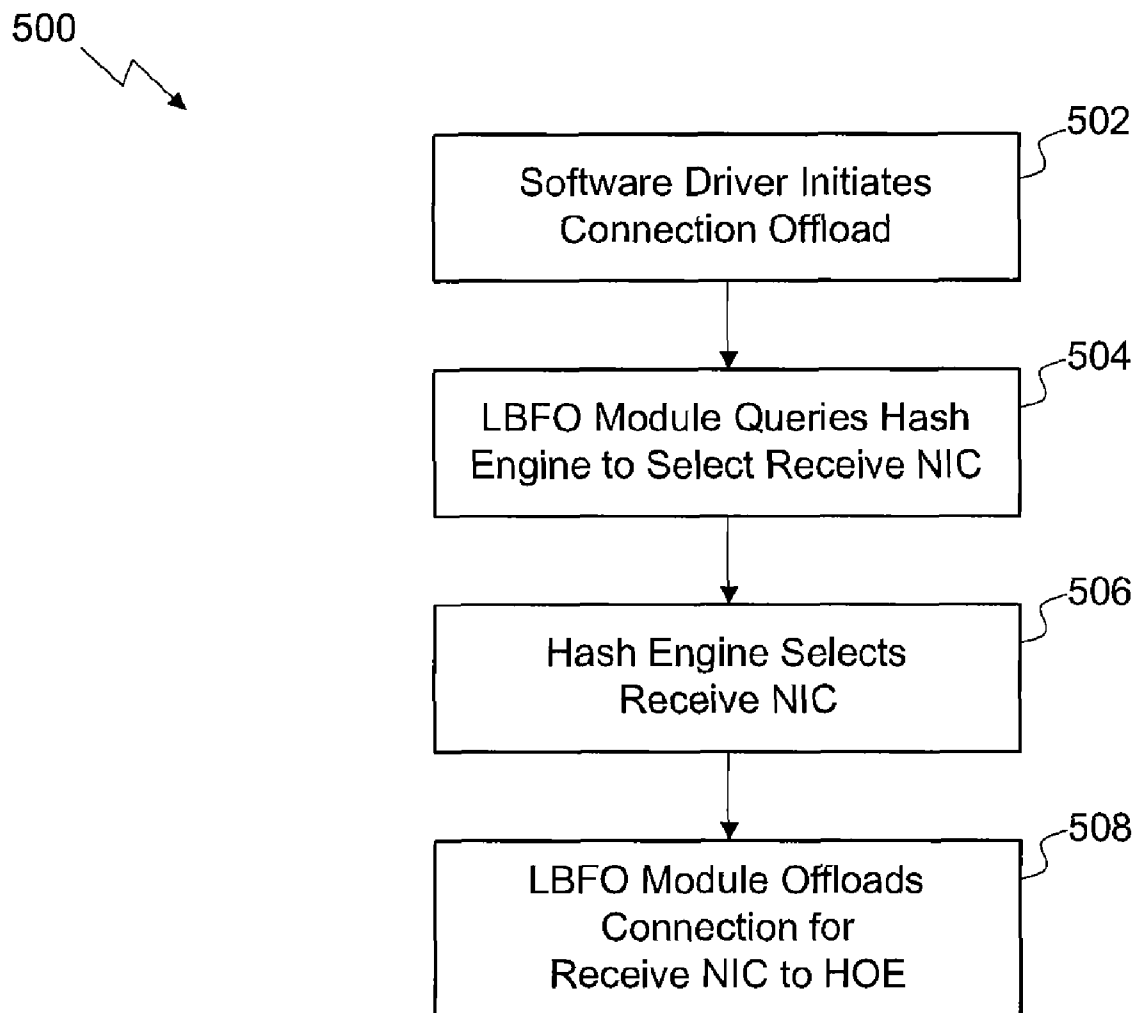 500
502
Software Driver Initiates
Connection Offload
504
LBFO Module Queries Hash
Engine to Select Receive NIC
506
Hash Engine Selects
Receive NIC
508
LBFO Module Offloads
Connection for
Receive NIC to HOE